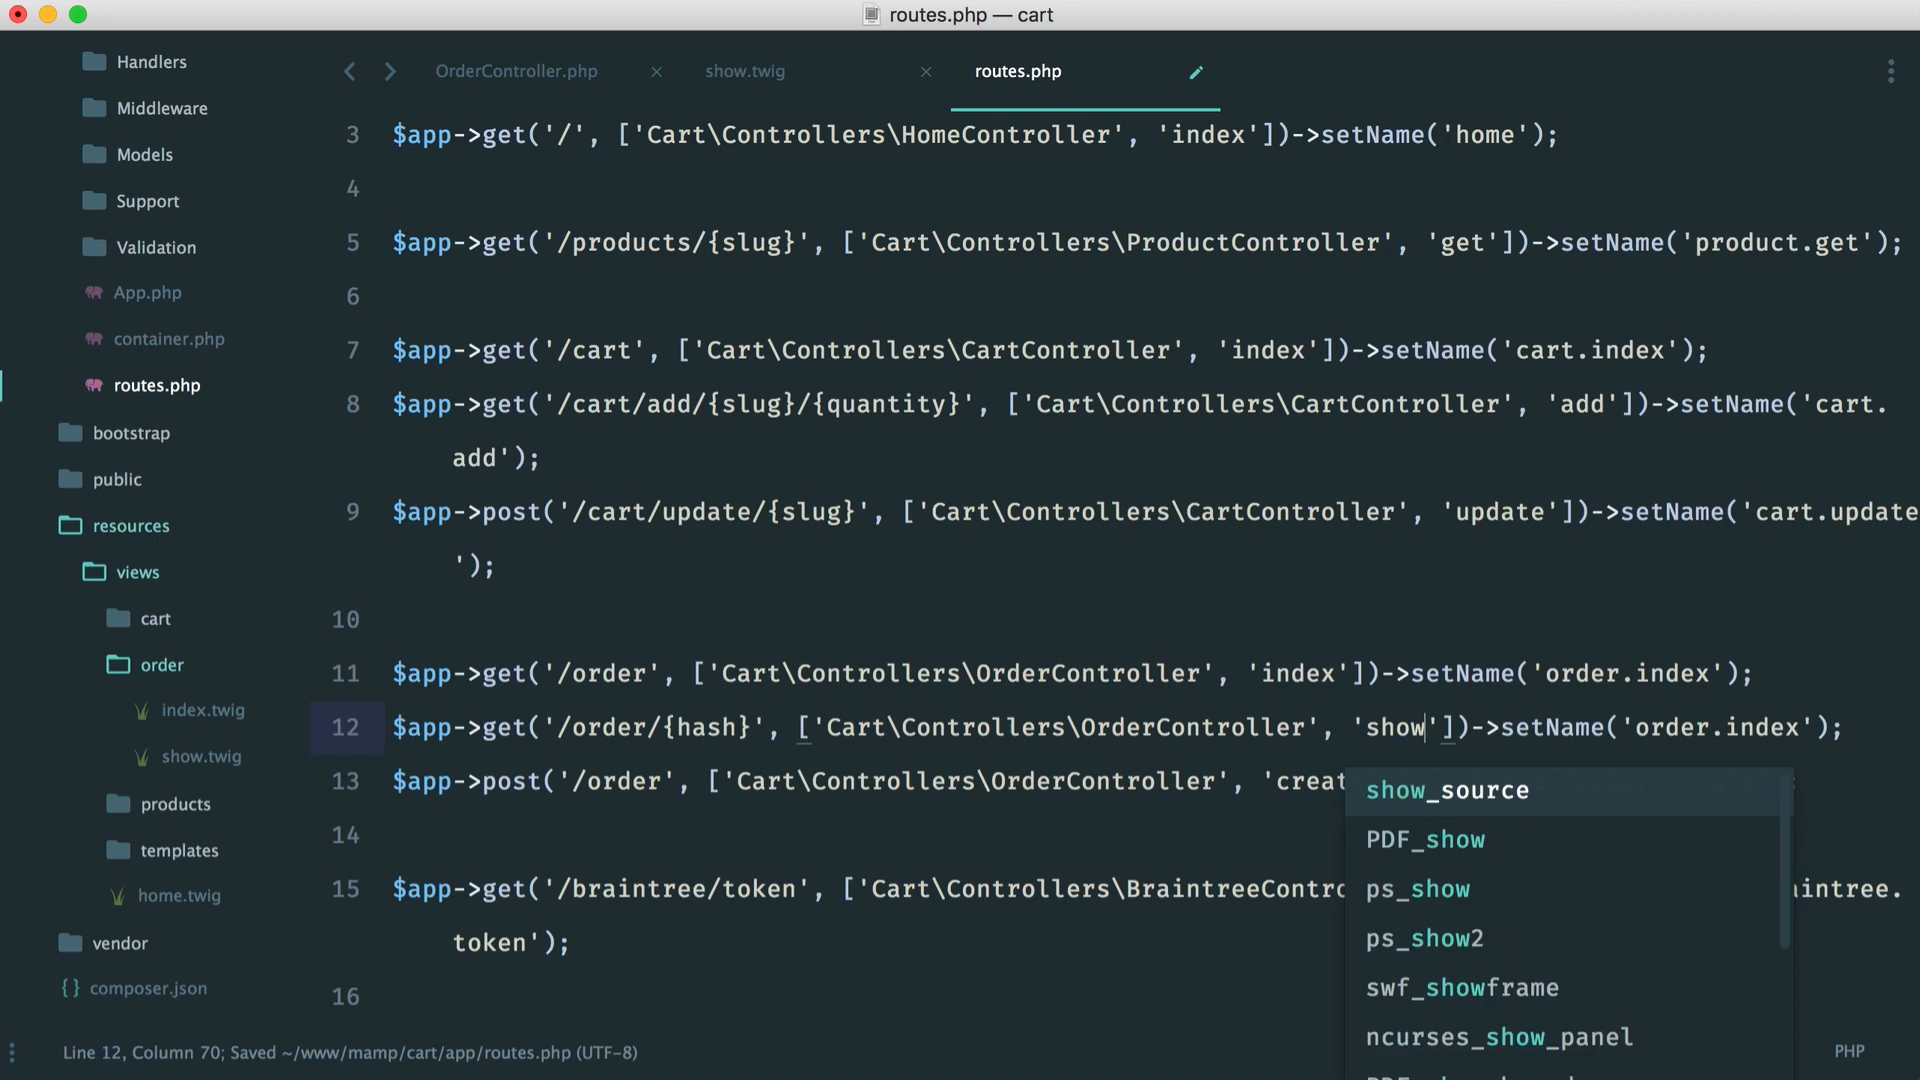 routes.php — cart
Handlers
Middleware
Models
Support
Validation
App.php
container.php
routes.php
bootstrap
public
resources
views
cart
order
index.twig
show.twig
products
templates
home.twig
vendor
{} composer.json
OrderController.php × show.twig × routes.php
3 $app->get('/', ['Cart\Controllers\HomeController', 'index'])->setName('home');
4
5 $app->get('/products/{slug}', ['Cart\Controllers\ProductController', 'get'])->setName('product.get');
6
7 $app->get('/cart', ['Cart\Controllers\CartController', 'index'])->setName('cart.index');
8 $app->get('/cart/add/{slug}/{quantity}', ['Cart\Controllers\CartController', 'add'])->setName('cart.
add');
9 $app->post('/cart/update/{slug}', ['Cart\Controllers\CartController', 'update'])->setName('cart.update
');
10
11 $app->get('/order', ['Cart\Controllers\OrderController', 'index'])->setName('order.index');
12 $app->get('/order/{hash}', ['Cart\Controllers\OrderController', 'show'])->setName('order.index');
13 $app->post('/order', ['Cart\Controllers\OrderController', 'creat
14
15 $app->get('/braintree/token', ['Cart\Controllers\BraintreeContro aintree.
token');
16
show_source
PDF_show
ps_show
ps_show2
swf_showframe
ncurses_show_panel
Line 12, Column 70; Saved ~/www/mamp/cart/app/routes.php (UTF-8)
PHP